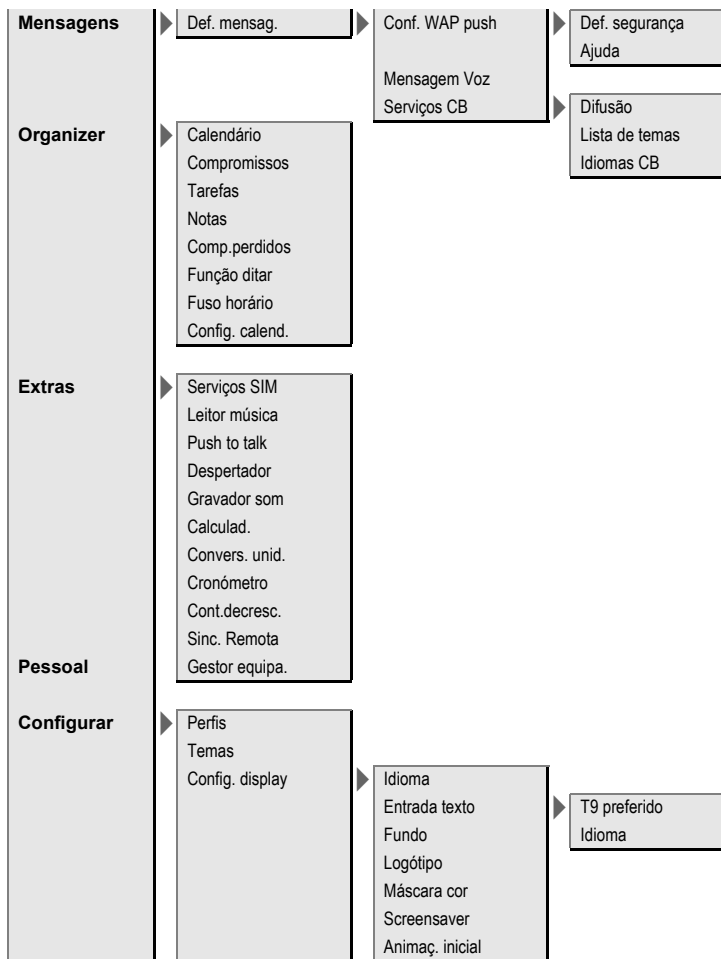 Mensagens
Def. mensag.
Conf. WAP push
Def. segurança
Ajuda
Mensagem Voz
Serviços CB
Difusão
Lista de temas
Idiomas CB
Organizer
Calendário
Compromissos
Tarefas
Notas
Comp.perdidos
Função ditar
Fuso horário
Config. calend.
Extras
Serviços SIM
Leitor música
Push to talk
Despertador
Gravador som
Calculad.
Convers. unid.
Cronómetro
Cont.decresc.
Sinc. Remota
Gestor equipa.
Pessoal
Configurar
Perfis
Temas
Config. display
Idioma
Entrada texto
T9 preferido
Idioma
Fundo
Logótipo
Máscara cor
Screensaver
Animaç. inicial